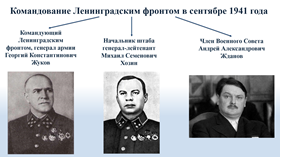 Командование Ленинградским фронтом в сентябре 1941 года
Командующий
Ленинградским
фронтом, генерал армии
Георгий Константинович
Жуков
Начальник штаба
генерал-лейтенант
Михаил Семенович
Хозин
Член Военного Совета
Андрей Александрович
Жданов